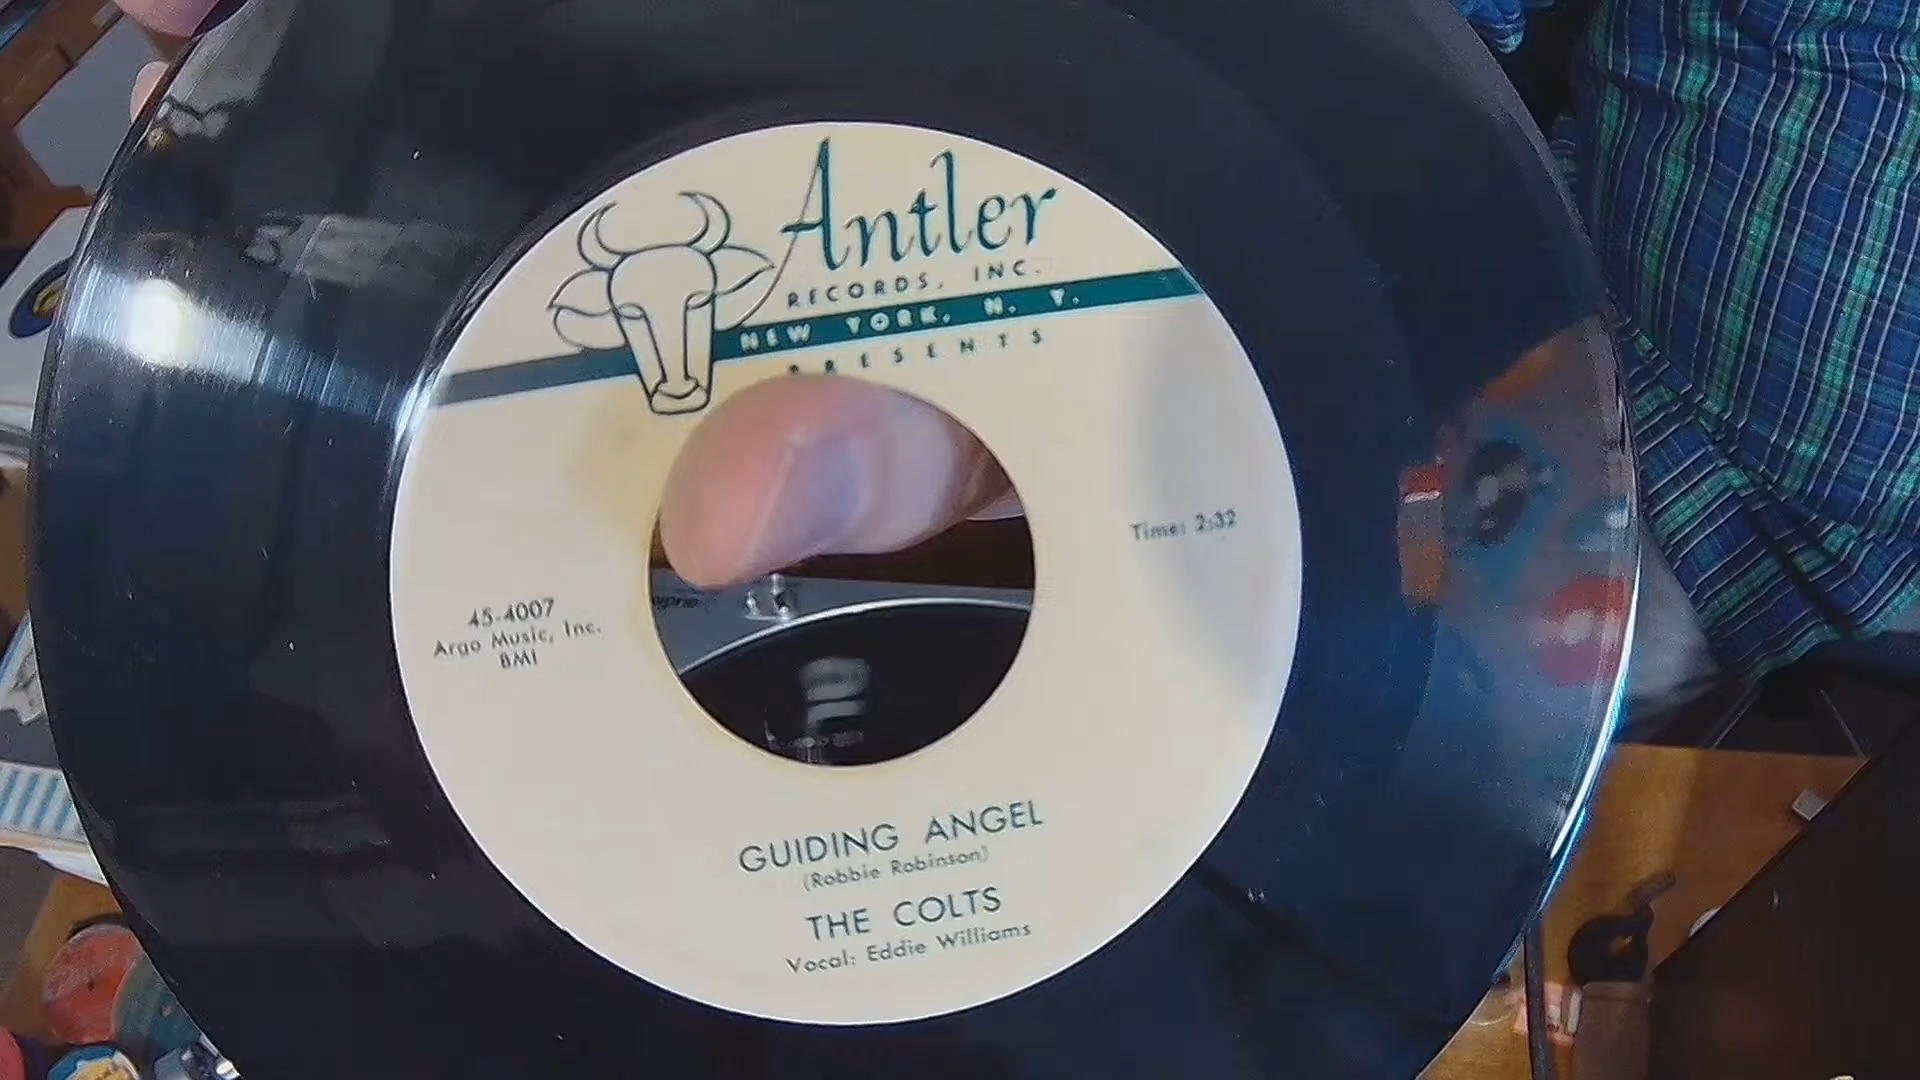 Antler
RECORDS, INC.
NEW YORK, N. Y.
PRESENTS
Time: 2:32
45-4007
Argo Music, Inc.
BMI
GUIDING ANGEL
(Robbie Robinson)
THE COLTS
Vocal: Eddie Williams